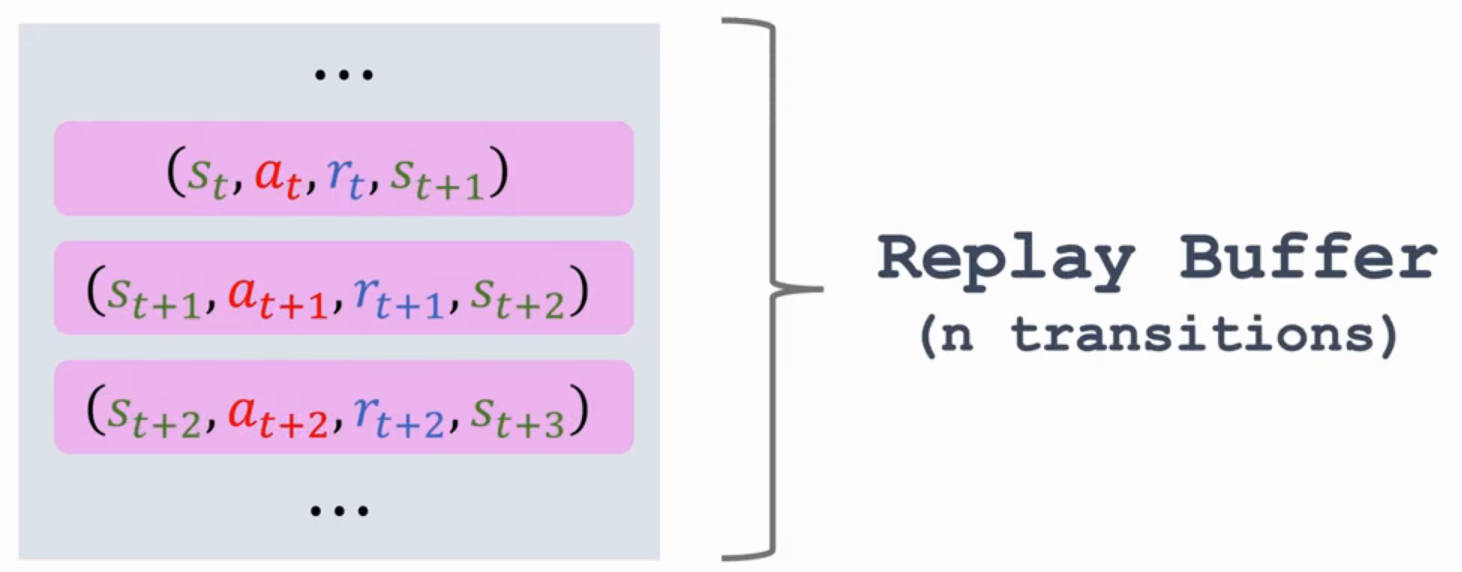 ...
(s_t, a_t, r_t, s_{t+1})
(s_{t+1}, a_{t+1}, r_{t+1}, s_{t+2})
(s_{t+2}, a_{t+2}, r_{t+2}, s_{t+3})
...
Replay Buffer
(n transitions)